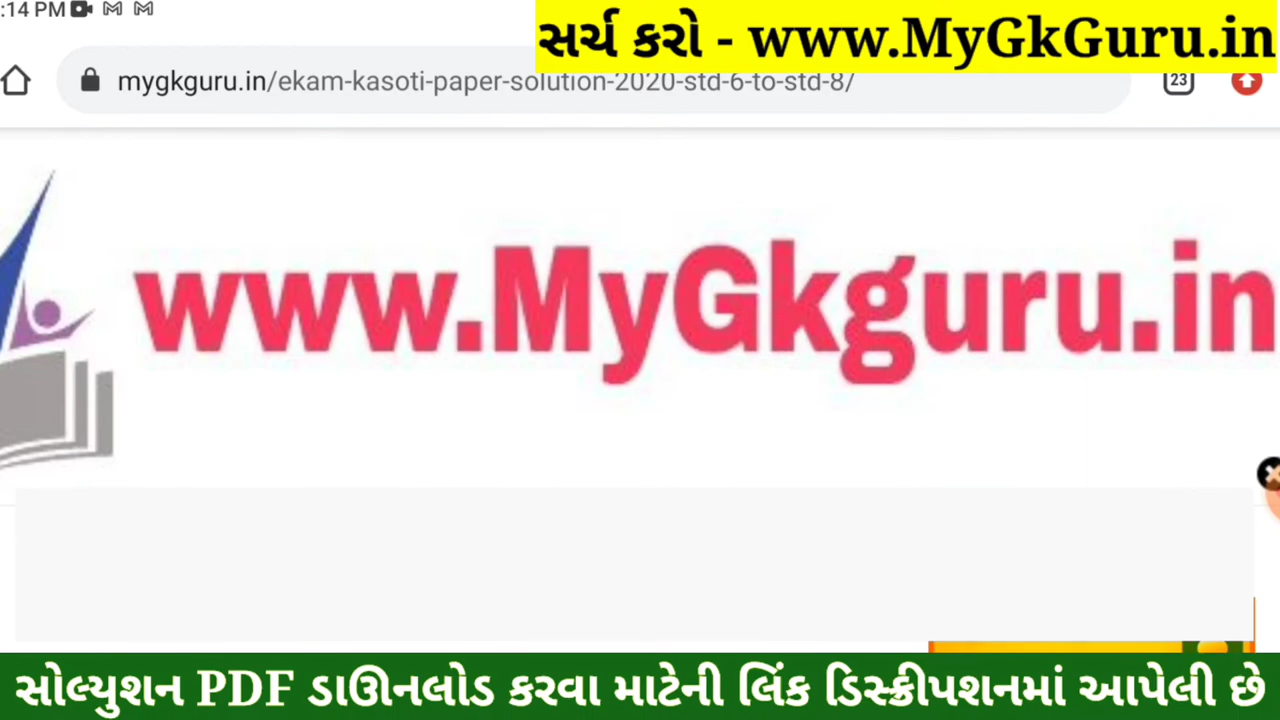 :14 PM
સર્ચ કરો - www.MyGkGuru.in
mygkguru.in/ekam-kasoti-paper-solution-2020-std-6-to-std-8/
23
www.MyGkguru.in
સોલ્યુશન PDF ડાઊનલોડ કરવા માટેની લિંક ડિસ્ક્રીપશનમાં આપેલી છે